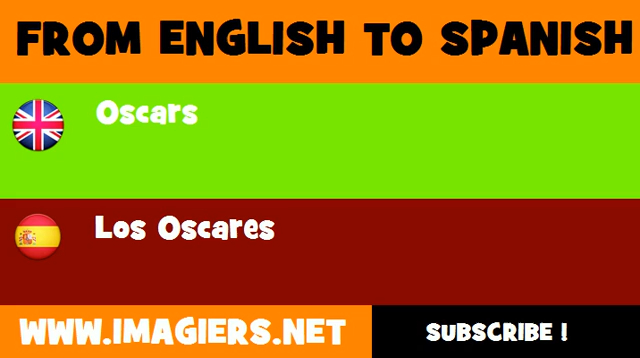 FROM ENGLISH TO SPANISH
Oscars
Los Oscares
WWW.IMAGIERS.NET
SUBSCRIBE !